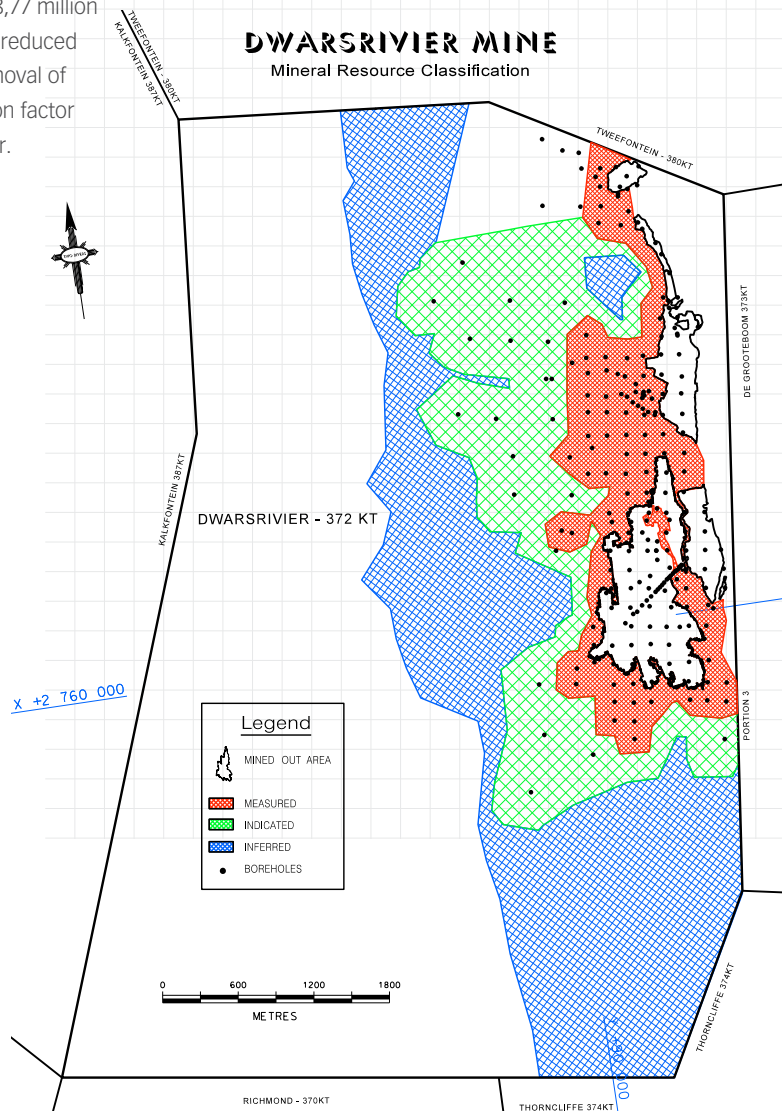 3,77 million
reduced
noval of
on factor
r.
DWARSRIVIER MINE
Mineral Resource Classification
TWEEFONTEIN - 380KT
KALKFONTEIN 387KT
TWEEFONTEIN - 380KT
DE GROOTEBOOM 373KT
KALKFONTEIN 387KT
DWARSRIVIER - 372 KT
X +2 760 000
PORTION 3
Legend
MINED OUT AREA
MEASURED
INDICATED
INFERRED
BOREHOLES
0 600 1200 1800
METRES
THORNCLIFFE 374KT
RICHMOND - 370KT
THORNCLIFFE 374KT